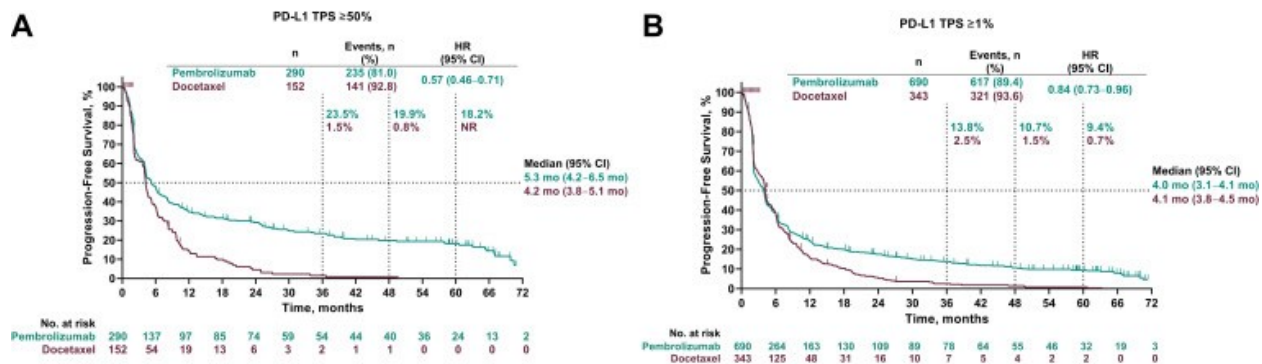 A
PD-L1 TPS ≥50%
n Events, n (%) HR (95% CI)
Pembrolizumab 290 235 (81.0) 0.57 (0.46–0.71)
Docetaxel 152 141 (92.8)
23.5% 19.9% 18.2%
1.5% 0.8% NR
Median (95% CI)
5.3 mo (4.2–6.5 mo)
4.2 mo (3.8–5.1 mo)
Progression-Free Survival, %
100
90
80
70
60
50
40
30
20
10
0
0 6 12 18 24 30 36 42 48 54 60 66 72
Time, months
No. at risk
Pembrolizumab 290 137 97 85 74 59 54 44 40 36 24 13 2
Docetaxel 152 54 19 13 6 3 2 1 1 0 0 0 0
B
PD-L1 TPS ≥1%
n Events, n (%) HR (95% CI)
Pembrolizumab 690 617 (89.4) 0.84 (0.73–0.96)
Docetaxel 343 321 (93.6)
13.8% 10.7% 9.4%
2.5% 1.5% 0.7%
Median (95% CI)
4.0 mo (3.1–4.1 mo)
4.1 mo (3.8–4.5 mo)
Progression-Free Survival, %
100
90
80
70
60
50
40
30
20
10
0
0 6 12 18 24 30 36 42 48 54 60 66 72
Time, months
No. at risk
Pembrolizumab 690 264 163 130 109 89 78 64 55 46 32 19 3
Docetaxel 343 125 48 31 16 10 7 5 4 2 2 0 0